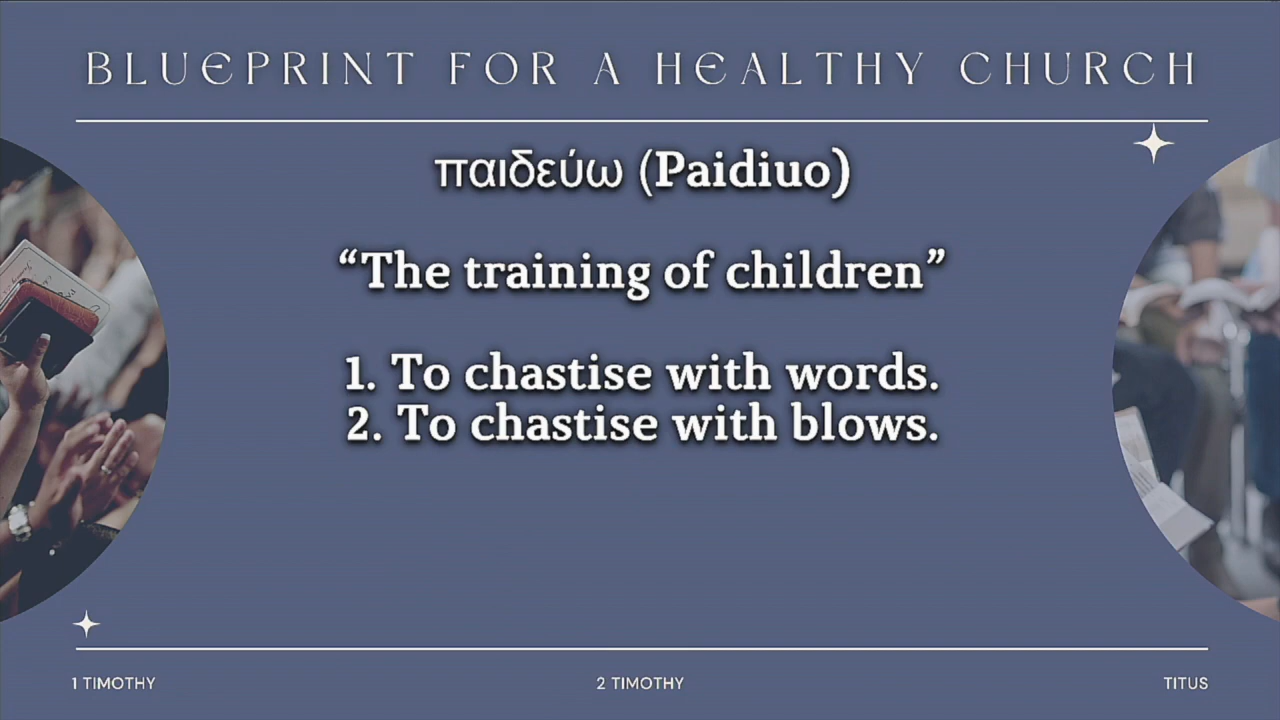 BLUEPRINT FOR A HEALTHY CHURCH
παιδεύω (Paidiuo)
“The training of children”
1. To chastise with words.
2. To chastise with blows.
1 TIMOTHY 2 TIMOTHY TITUS